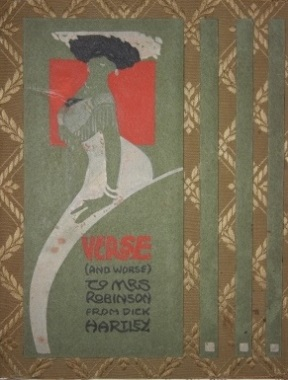 VERSE
(AND WORSE)
TO MRS
ROBINSON
FROM DICK
HARTLEY